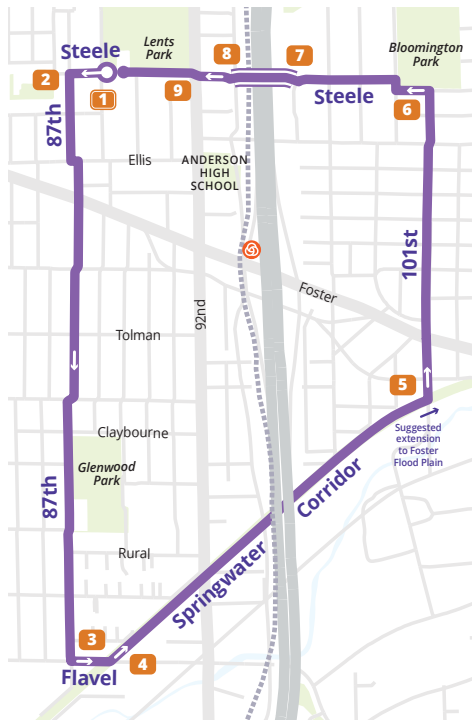 Steele
Lents
Park
8
7
Bloomington
Park
2
1
9
Steele
6
87th
Ellis
ANDERSON
HIGH
SCHOOL
101st
Foster
92nd
Tolman
5
Suggested
extension
to Foster
Flood Plain
Claybourne
Glenwood
Park
87th
Corridor
Rural
Springwater
3
4
Flavel